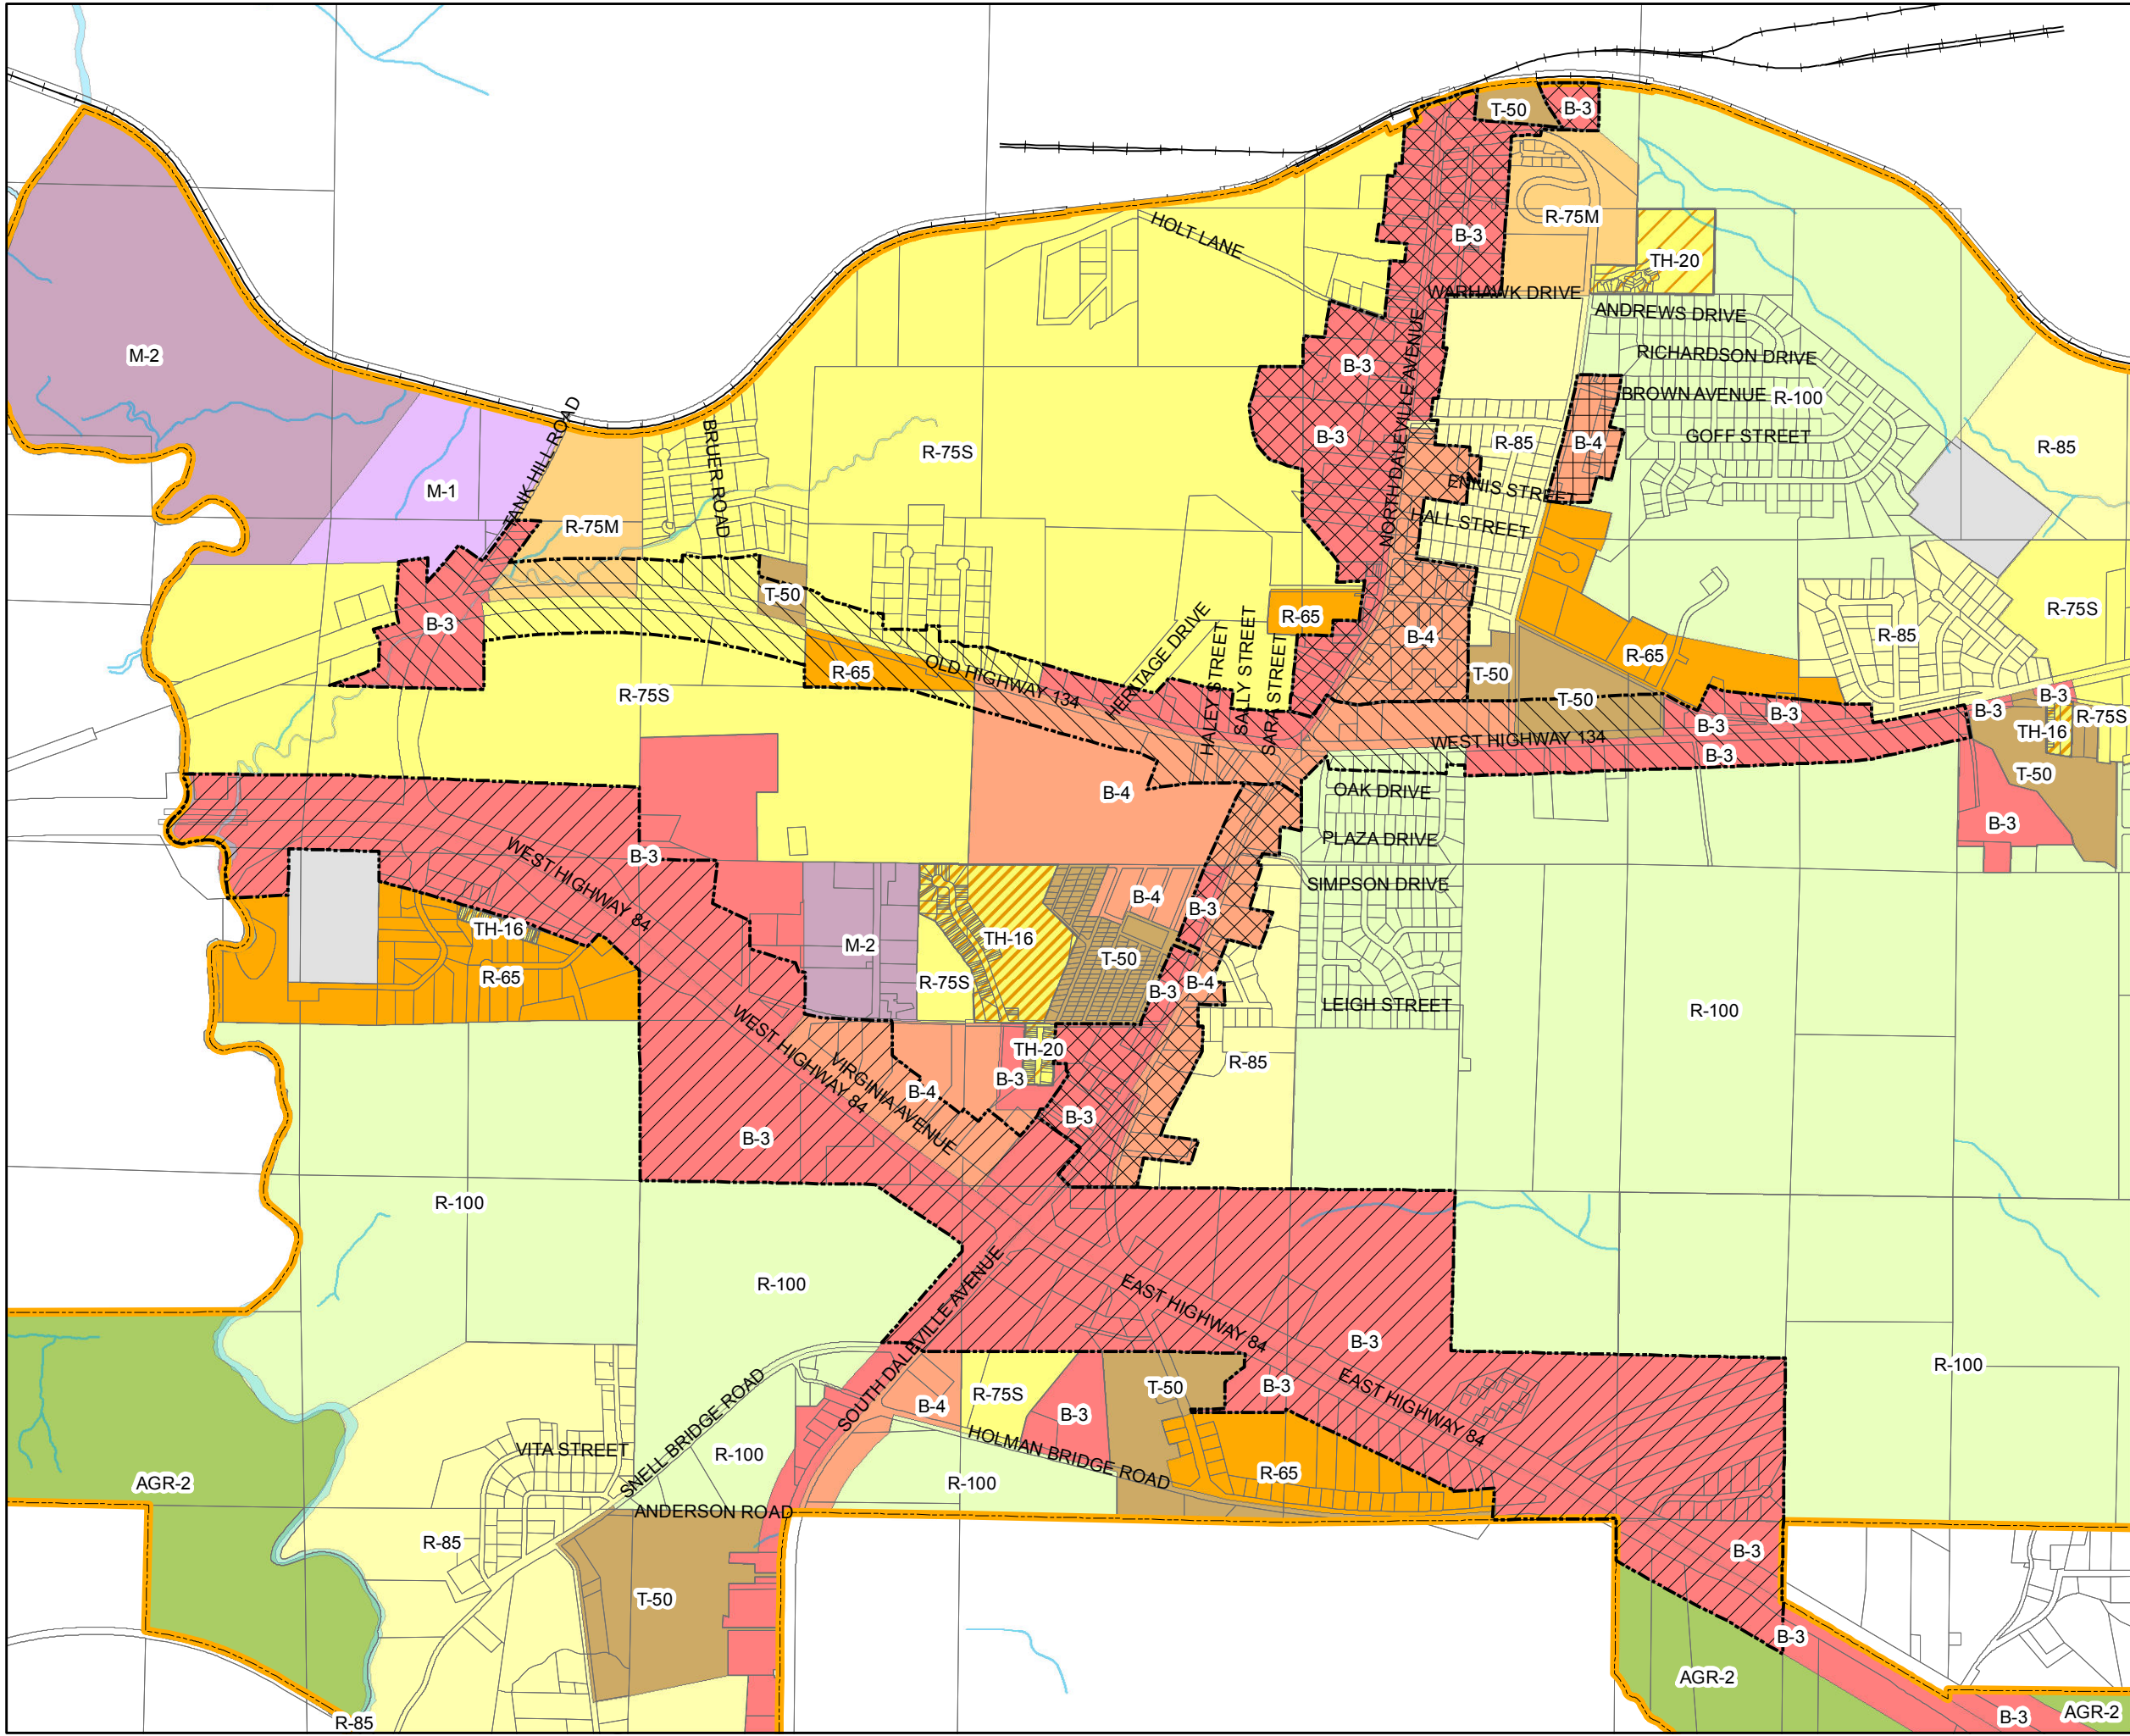 T-50
B-3
R-75M
HOLT LANE
B-3
TH-20
WARHAWK DRIVE
ANDREWS DRIVE
M-2
RICHARDSON DRIVE
B-3
NORTH DALEVILLE AVENUE
BROWN AVENUE
R-100
TANK HILL ROAD
BRUER ROAD
R-75S
B-3
R-85
B-4
GOFF STREET
R-85
M-1
ENNIS STREET
R-75M
HALL STREET
T-50
B-3
R-65
HERITAGE DRIVE
HALEY STREET
SALLY STREET
SARA STREET
B-4
R-85
R-75S
R-65
OLD HIGHWAY 134
R-65
T-50
R-75S
T-50
B-3
B-3
B-3
B-3
R-75S
TH-16
WEST HIGHWAY 134
B-3
T-50
B-4
OAK DRIVE
PLAZA DRIVE
B-3
WEST HIGHWAY 84
B-3
SIMPSON DRIVE
B-4
B-3
TH-16
TH-16
M-2
T-50
R-65
R-75S
B-3
B-4
LEIGH STREET
R-100
WEST HIGHWAY 84
TH-20
R-85
VIRGINIA AVENUE
B-4
B-3
B-3
B-3
R-100
R-100
SOUTH DALEVILLE AVENUE
EAST HIGHWAY 84
B-3
R-100
EAST HIGHWAY 84
T-50
B-3
R-75S
B-4
B-3
SNELL BRIDGE ROAD
VITA STREET
R-100
HOLMAN BRIDGE ROAD
AGR-2
R-100
R-65
ANDERSON ROAD
R-85
B-3
T-50
B-3
AGR-2
R-85
B-3
AGR-2